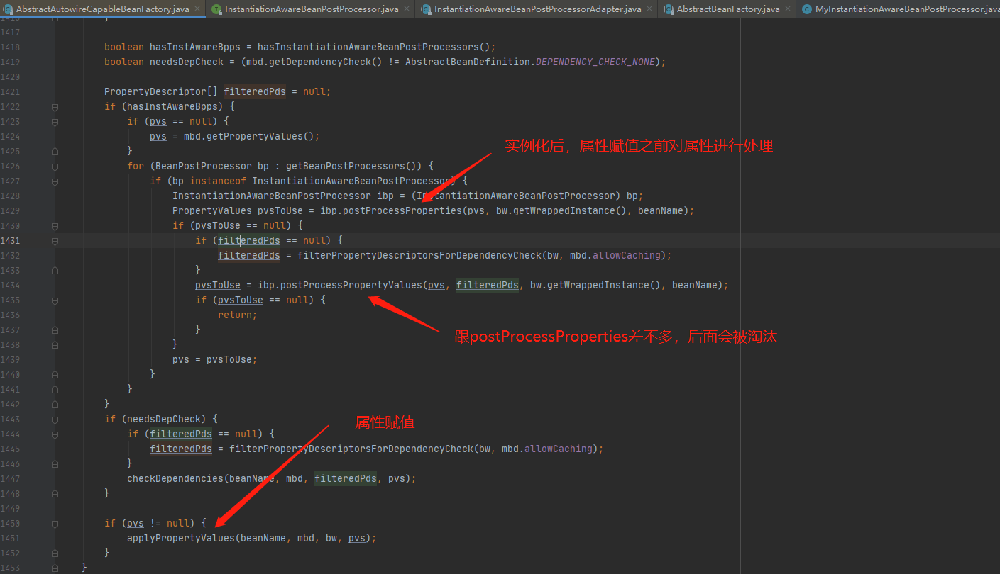 AbstractAutowireCapableBeanFactory.java × InstantiationAwareBeanPostProcessor.java × InstantiationAwareBeanPostProcessorAdapter.java × AbstractBeanFactory.java × MyInstantiationAwareBeanPostProcessor.java
1417
1418 boolean hasInstAwareBpps = hasInstantiationAwareBeanPostProcessors();
1419 boolean needsDepCheck = (mbd.getDependencyCheck() != AbstractBeanDefinition.DEPENDENCY_CHECK_NONE);
1420
1421 PropertyDescriptor[] filteredPds = null;
1422 if (hasInstAwareBpps) {
1423 if (pvs == null) {
1424 pvs = mbd.getPropertyValues();
1425 }
实例化后，属性赋值之前对属性进行处理
1426 for (BeanPostProcessor bp : getBeanPostProcessors()) {
1427 if (bp instanceof InstantiationAwareBeanPostProcessor) {
1428 InstantiationAwareBeanPostProcessor ibp = (InstantiationAwareBeanPostProcessor) bp;
1429 PropertyValues pvsToUse = ibp.postProcessProperties(pvs, bw.getWrappedInstance(), beanName);
1430 if (pvsToUse == null) {
1431 if (filteredPds == null) {
1432 filteredPds = filterPropertyDescriptorsForDependencyCheck(bw, mbd.allowCaching);
1433 }
1434 pvsToUse = ibp.postProcessPropertyValues(pvs, filteredPds, bw.getWrappedInstance(), beanName);
1435 if (pvsToUse == null) {
1436 return;
1437 }
跟postProcessProperties差不多，后面会被淘汰
1438 }
1439 pvs = pvsToUse;
1440 }
1441 }
1442 }
1443 if (needsDepCheck) {
属性赋值
1444 if (filteredPds == null) {
1445 filteredPds = filterPropertyDescriptorsForDependencyCheck(bw, mbd.allowCaching);
1446 }
1447 checkDependencies(beanName, mbd, filteredPds, pvs);
1448 }
1449
1450 if (pvs != null) {
1451 applyPropertyValues(beanName, mbd, bw, pvs);
1452 }
1453 }